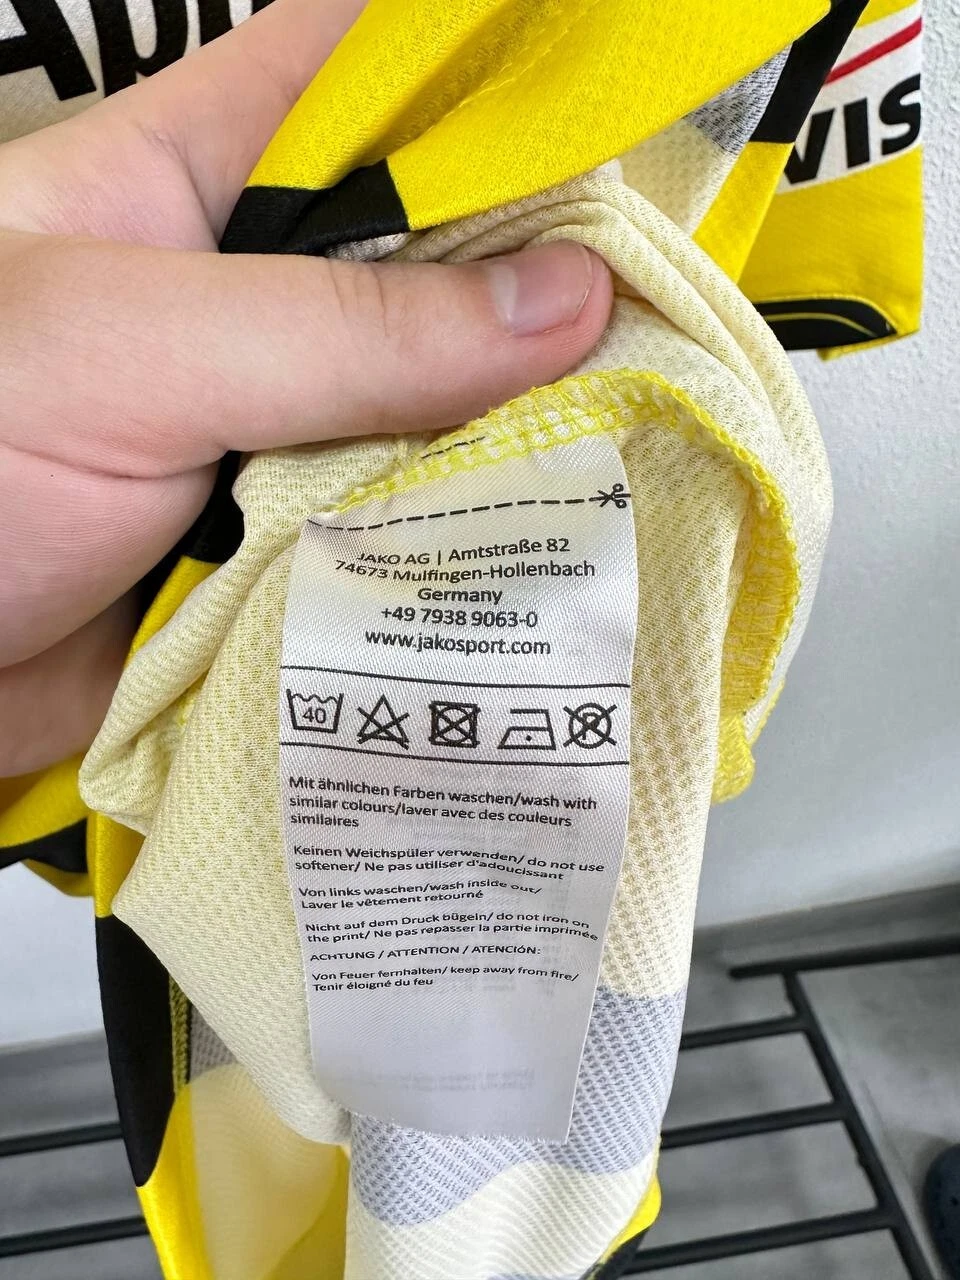 JAKO AG | Amtstraße 82
74673 Mulfingen-Hollenbach
Germany
+49 7938 9063-0
www.jakosport.com
40
P
Mit ähnlichen Farben waschen/wash with
similar colours/laver avec des couleurs
similaires
Keinen Weichspüler verwenden/ do not use
softener/ Ne pas utiliser d'adoucissant
Von links waschen/wash inside out/
Laver le vêtement retourné
Nicht auf dem Druck bügeln/ do not iron on
the print/ Ne pas repasser la partie imprimée
ACHTUNG / ATTENTION / ATENCIÓN:
Von Feuer fernhalten/ keep away from fire/
Tenir éloigné du feu